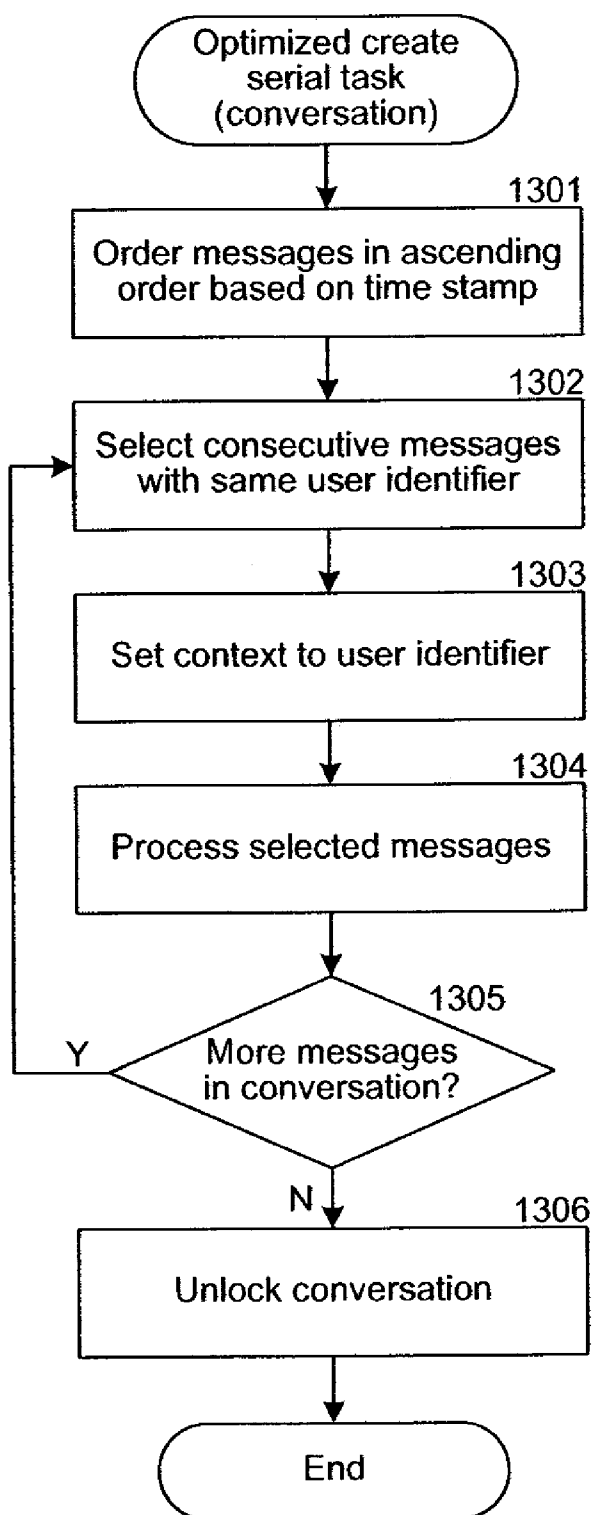 Optimized create
serial task
(conversation)
1301
Order messages in ascending
order based on time stamp
1302
Select consecutive messages
with same user identifier
1303
Set context to user identifier
1304
Process selected messages
1305
More messages
in conversation?
Y
N
1306
Unlock conversation
End